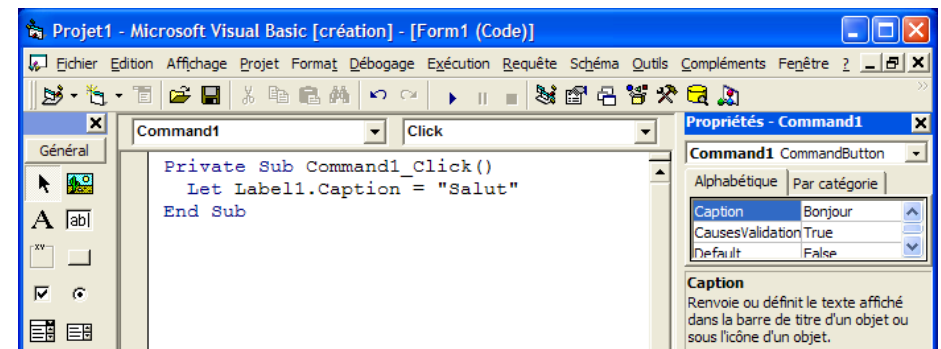 Projet1 - Microsoft Visual Basic [création] - [Form1 (Code)]
Fichier Edition Affichage Projet Format Débogage Exécution Requête Schéma Outils Compléments Fenêtre ?
Général
A ab|
XY
Command1 Click
Private Sub Command1_Click()
Let Label1.Caption = "Salut"
End Sub
Propriétés - Command1
Command1 CommandButton
Alphabétique Par catégorie
Caption Bonjour
CausesValidation True
Default False
Caption
Renvoie ou définit le texte affiché
dans la barre de titre d'un objet ou
sous l'icône d'un objet.